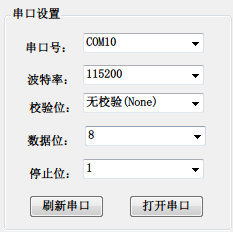 串口设置
串口号： COM10
波特率： 115200
校验位： 无校验(None)
数据位： 8
停止位： 1
刷新串口 打开串口